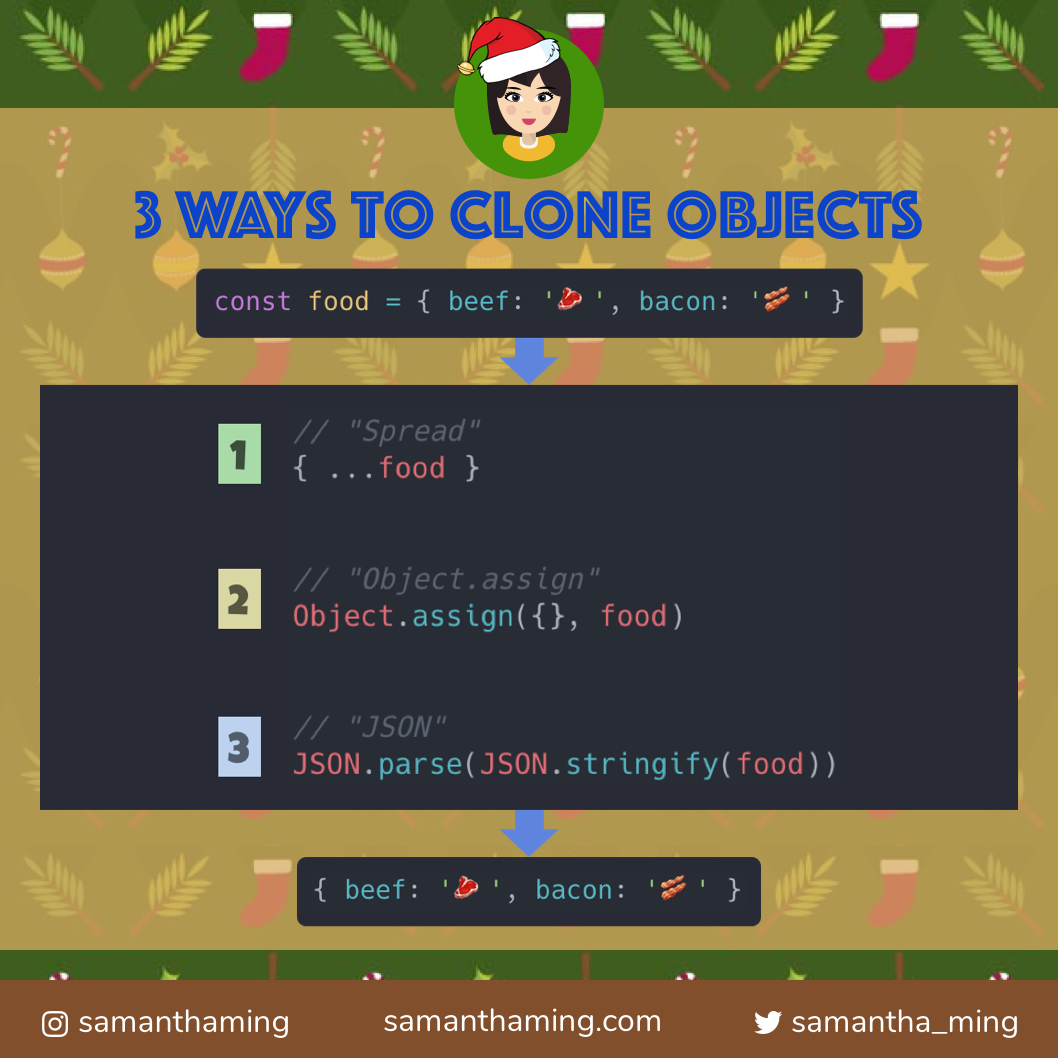 3 WAYS TO CLONE OBJECTS
const food = { beef: '🥩', bacon: '🥓' }
1
// "Spread"
{ ...food }
2
// "Object.assign"
Object.assign({}, food)
3
// "JSON"
JSON.parse(JSON.stringify(food))
{ beef: '🥩', bacon: '🥓' }
samanthaming samanthaming.com samantha_ming